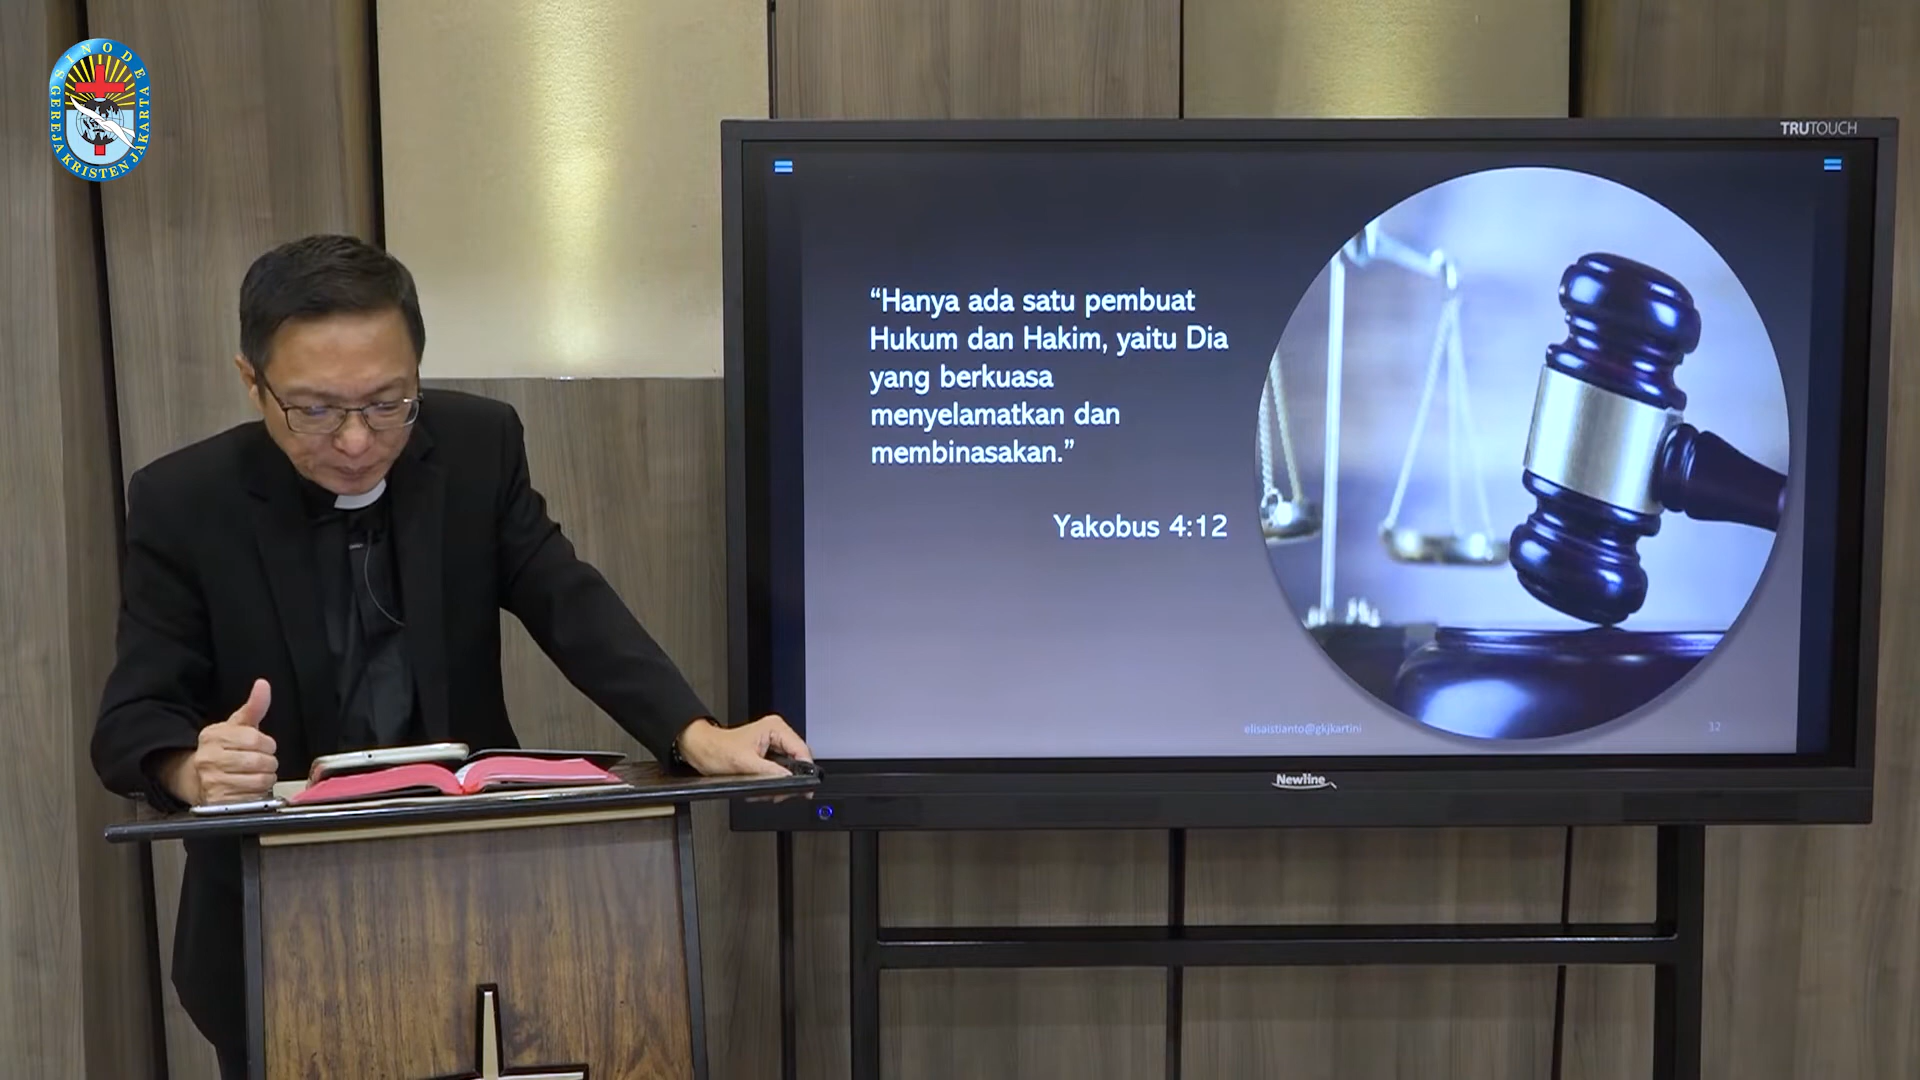 SINODE
GEREJA KRISTEN JAKARTA
TRUTOUCH
“Hanya ada satu pembuat
Hukum dan Hakim, yaitu Dia
yang berkuasa
menyelamatkan dan
membinasakan.”
Yakobus 4:12
elisaistianto@gkjkartini
12
Newline